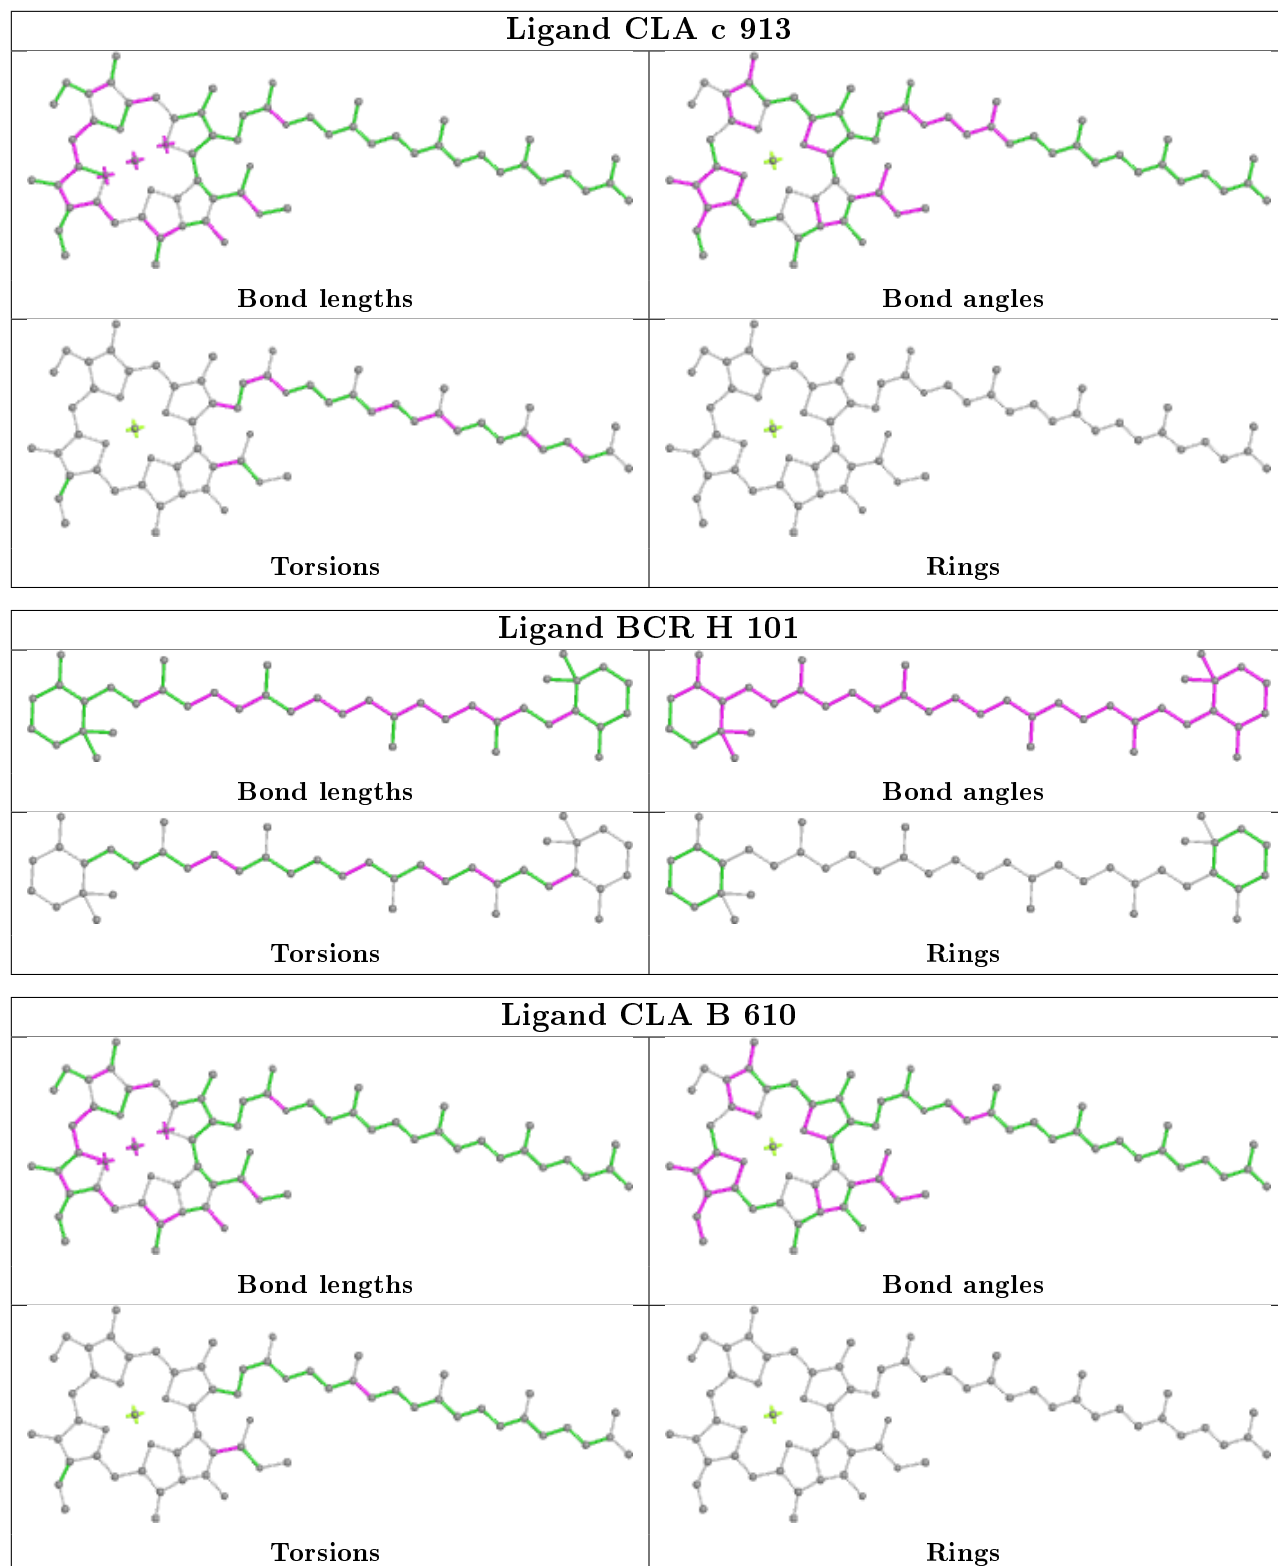 Ligand CLA c 913
Bond lengths
Bond angles
Torsions
Rings
Ligand BCR H 101
Bond lengths
Bond angles
Torsions
Rings
Ligand CLA B 610
Bond lengths
Bond angles
Torsions
Rings